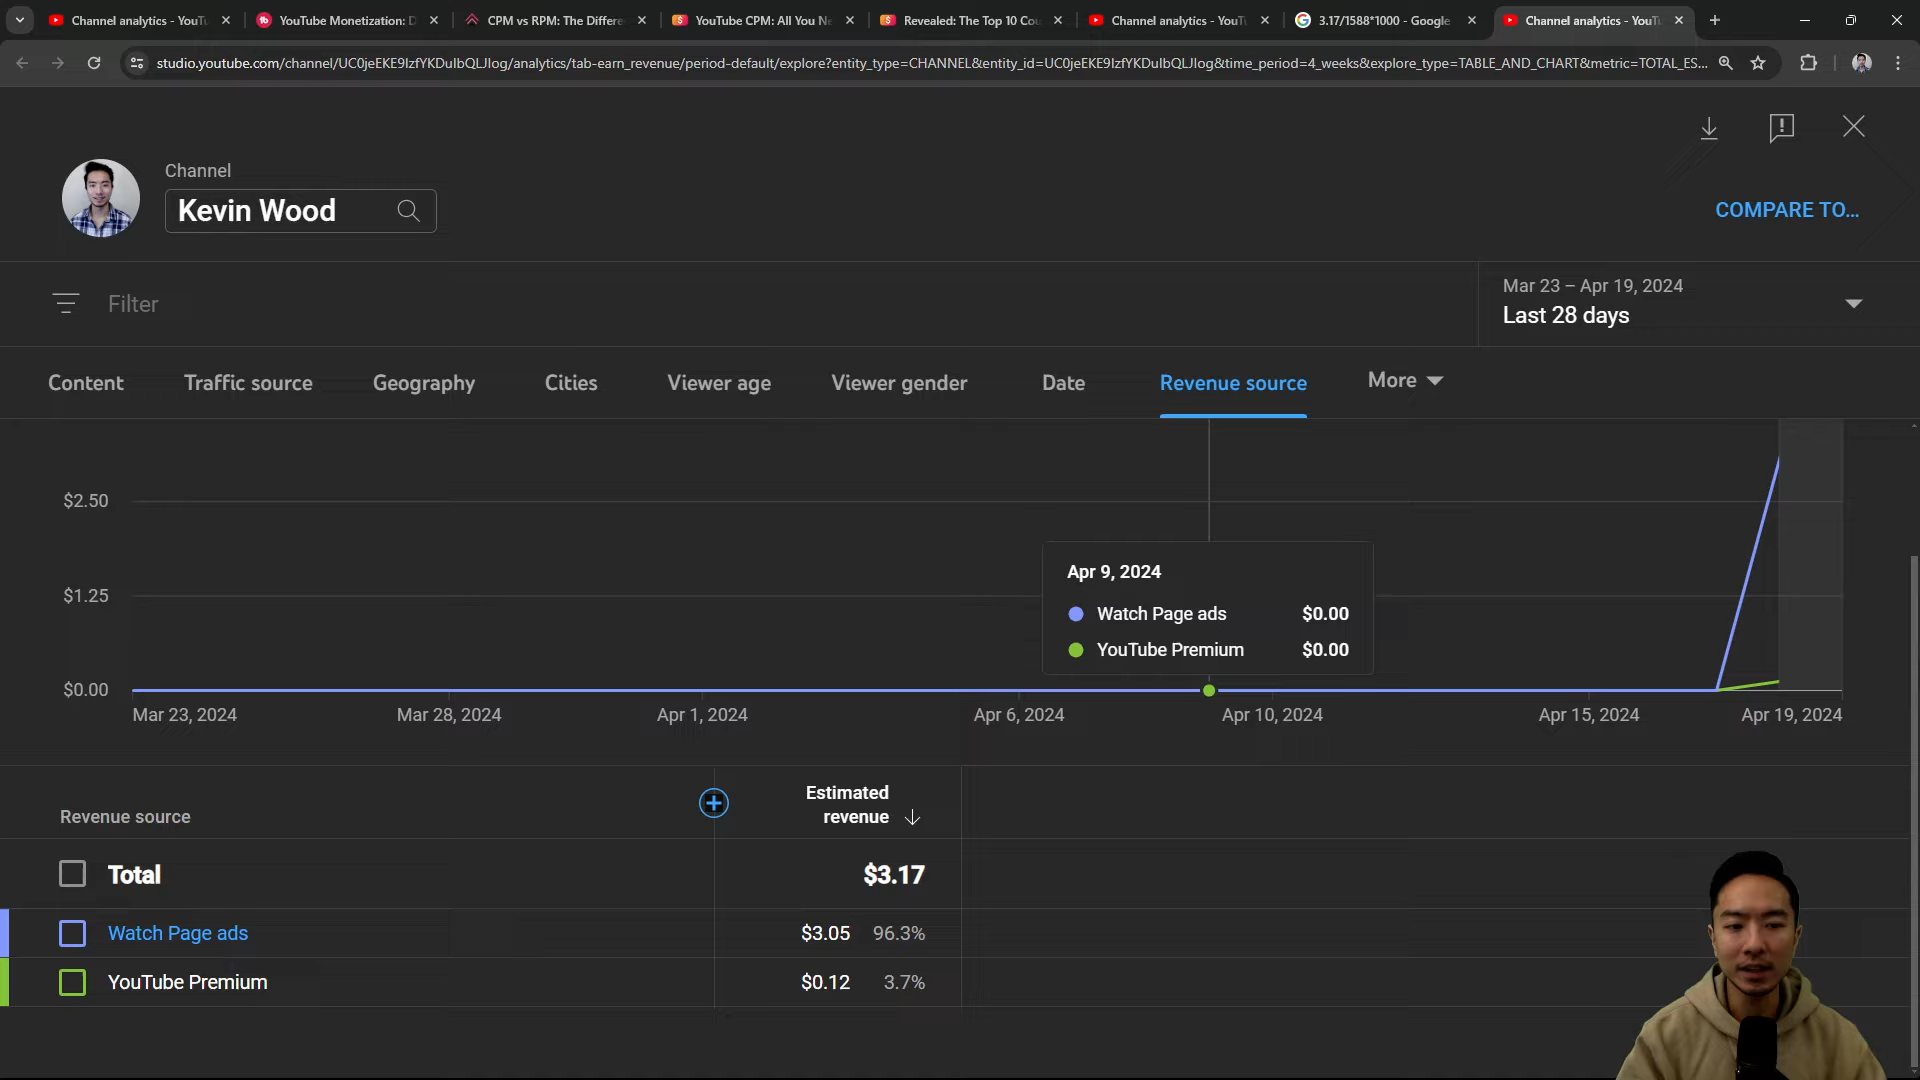 Channel analytics - YouTu
YouTube Monetization: D
CPM vs RPM: The Differe
YouTube CPM: All You Ne
Revealed: The Top 10 Cou
Channel analytics - YouTu
3.17/1588*1000 - Google
Channel analytics - YouTu
studio.youtube.com/channel/UC0jeEKE9IzfYKDulbQLJlog/analytics/tab-earn_revenue/period-default/explore?entity_type=CHANNEL&entity_id=UC0jeEKE9IzfYKDulbQLJlog&time_period=4_weeks&explore_type=TABLE_AND_CHART&metric=TOTAL_ES...
Channel
Kevin Wood
COMPARE TO...
Filter
Mar 23 – Apr 19, 2024
Last 28 days
Content
Traffic source
Geography
Cities
Viewer age
Viewer gender
Date
Revenue source
More
$2.50
$1.25
$0.00
Apr 9, 2024
Watch Page ads $0.00
YouTube Premium $0.00
Mar 23, 2024
Mar 28, 2024
Apr 1, 2024
Apr 6, 2024
Apr 10, 2024
Apr 15, 2024
Apr 19, 2024
Revenue source
Estimated
revenue
Total $3.17
Watch Page ads $3.05 96.3%
YouTube Premium $0.12 3.7%